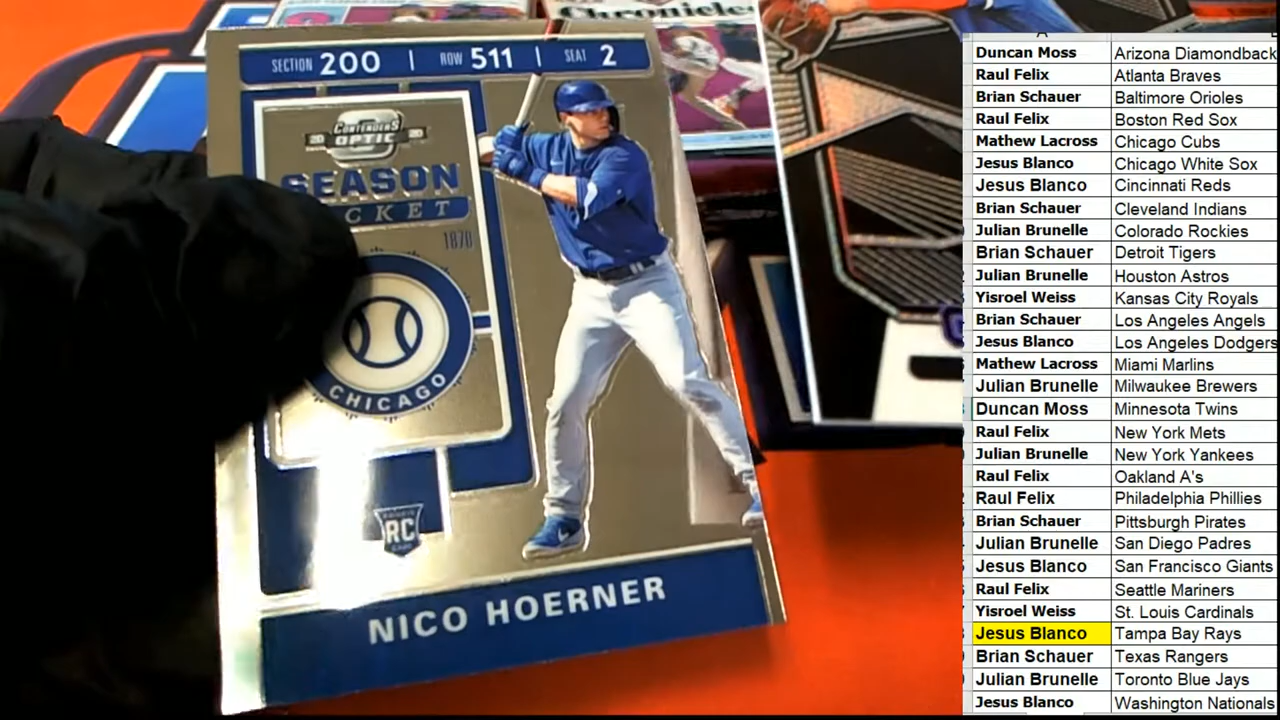 Chronicles
SECTION 200 | ROW 511 | SEAT 2
CONTENDERS
20 OPTIC 20
SEASON
TICKET
1870
CHICAGO
ROOKIE
RC
CARD
NICO HOERNER
A
Duncan Moss Arizona Diamondback
Raul Felix Atlanta Braves
Brian Schauer Baltimore Orioles
Raul Felix Boston Red Sox
Mathew Lacross Chicago Cubs
Jesus Blanco Chicago White Sox
Jesus Blanco Cincinnati Reds
Brian Schauer Cleveland Indians
Julian Brunelle Colorado Rockies
Brian Schauer Detroit Tigers
Julian Brunelle Houston Astros
Yisroel Weiss Kansas City Royals
Brian Schauer Los Angeles Angels
Jesus Blanco Los Angeles Dodgers
Mathew Lacross Miami Marlins
Julian Brunelle Milwaukee Brewers
Duncan Moss Minnesota Twins
Raul Felix New York Mets
Julian Brunelle New York Yankees
Raul Felix Oakland A's
Raul Felix Philadelphia Phillies
Brian Schauer Pittsburgh Pirates
Julian Brunelle San Diego Padres
Jesus Blanco San Francisco Giants
Raul Felix Seattle Mariners
Yisroel Weiss St. Louis Cardinals
Jesus Blanco Tampa Bay Rays
Brian Schauer Texas Rangers
Julian Brunelle Toronto Blue Jays
Jesus Blanco Washington Nationals